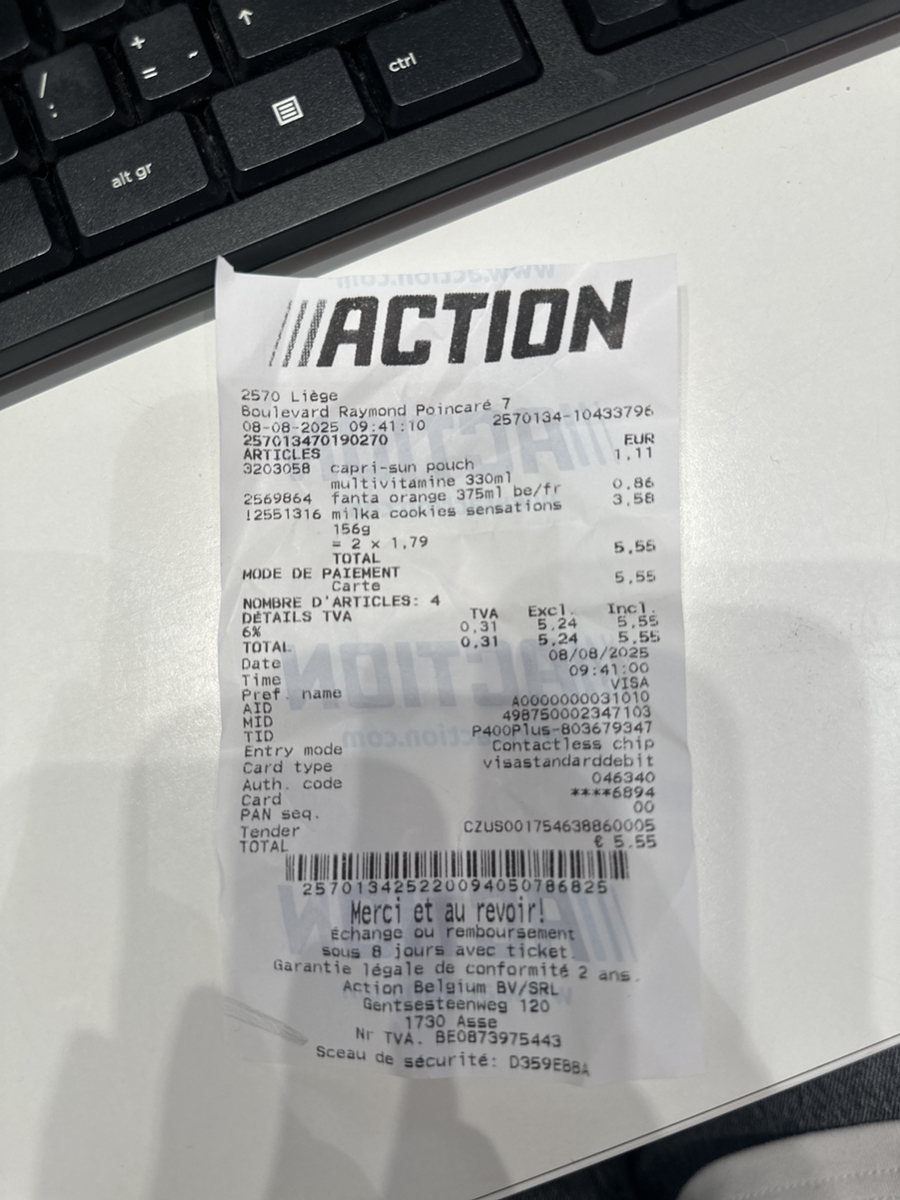 +
=
~
/
:
ctrl
alt gr
www.action.com
ACTION
2570 Liège
Boulevard Raymond Poincaré 7
08-08-2025 09:41:10 2570134-10433796
257013470190270
ARTICLES EUR
3203058 capri-sun pouch 1,11
multivitamine 330ml
2569864 fanta orange 375ml be/fr 0,86
!2551316 milka cookies sensations 3,58
156g
= 2 x 1,79
TOTAL 5,55
MODE DE PAIEMENT
Carte 5,55
NOMBRE D'ARTICLES: 4
DÉTAILS TVA TVA Excl. Incl.
6% 0,31 5,24 5,55
TOTAL 0,31 5,24 5,55
Date 08/08/2025
Time 09:41:00
Pref. name VISA
AID A0000000031010
MID 498750002347103
TID P400Plus-803679347
Entry mode Contactless chip
Card type visastandarddebit
Auth. code 046340
Card ****6894
PAN seq. 00
Tender CZUS001754638860005
TOTAL € 5.55
257013425220094050786825
Merci et au revoir!
Échange ou remboursement
sous 8 jours avec ticket.
Garantie légale de conformité 2 ans.
Action Belgium BV/SRL
Gentsesteenweg 120
1730 Asse
Nr TVA. BE0873975443
Sceau de sécurité: D359EBBA